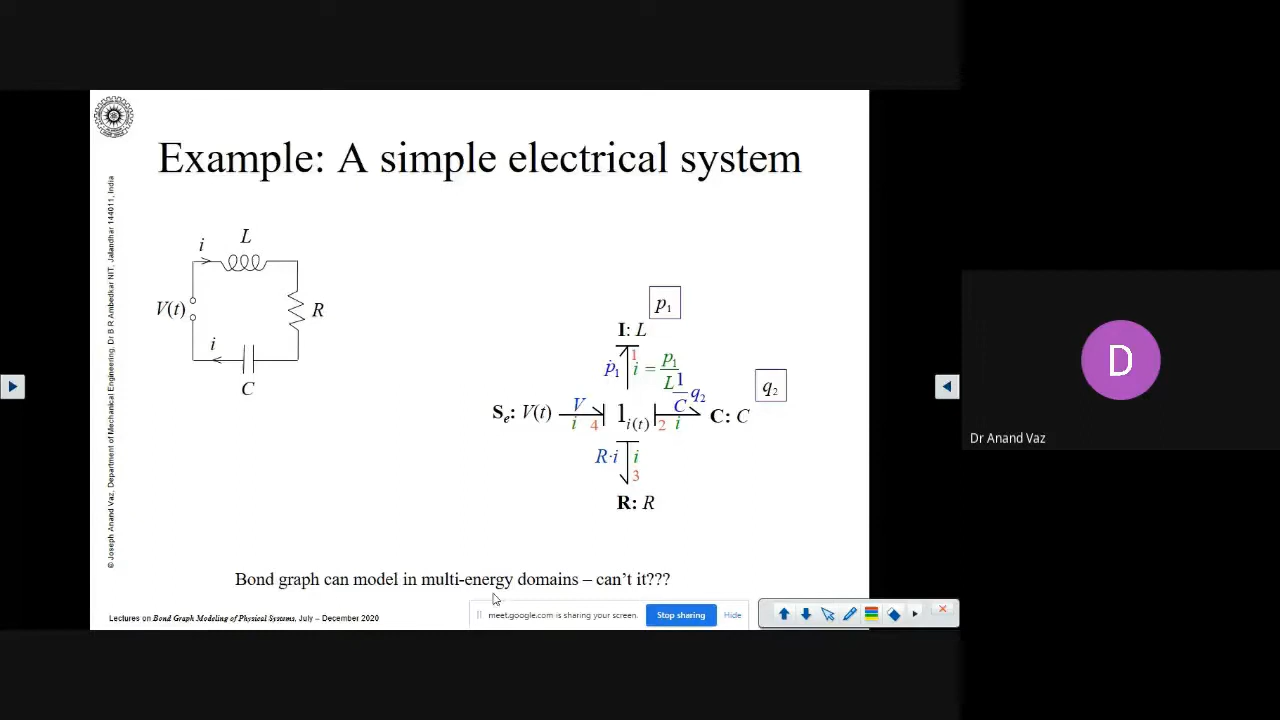 Example: A simple electrical system
© Joseph Anand Vaz, Department of Mechanical Engineering, Dr B R Ambedkar NIT, Jalandhar 144011, India
i
L
V(t)
R
i
C
p₁
I: L
1
ṗ₁
i = p₁/L
q₂
Sₑ: V(t)
V
i
4
1ᵢ₍ₜ₎
1/C q₂
2
i
C: C
R·i
i
3
R: R
Bond graph can model in multi-energy domains – can’t it???
Lectures on Bond Graph Modeling of Physical Systems, July – December 2020
meet.google.com is sharing your screen.
Stop sharing
Hide
D
Dr Anand Vaz